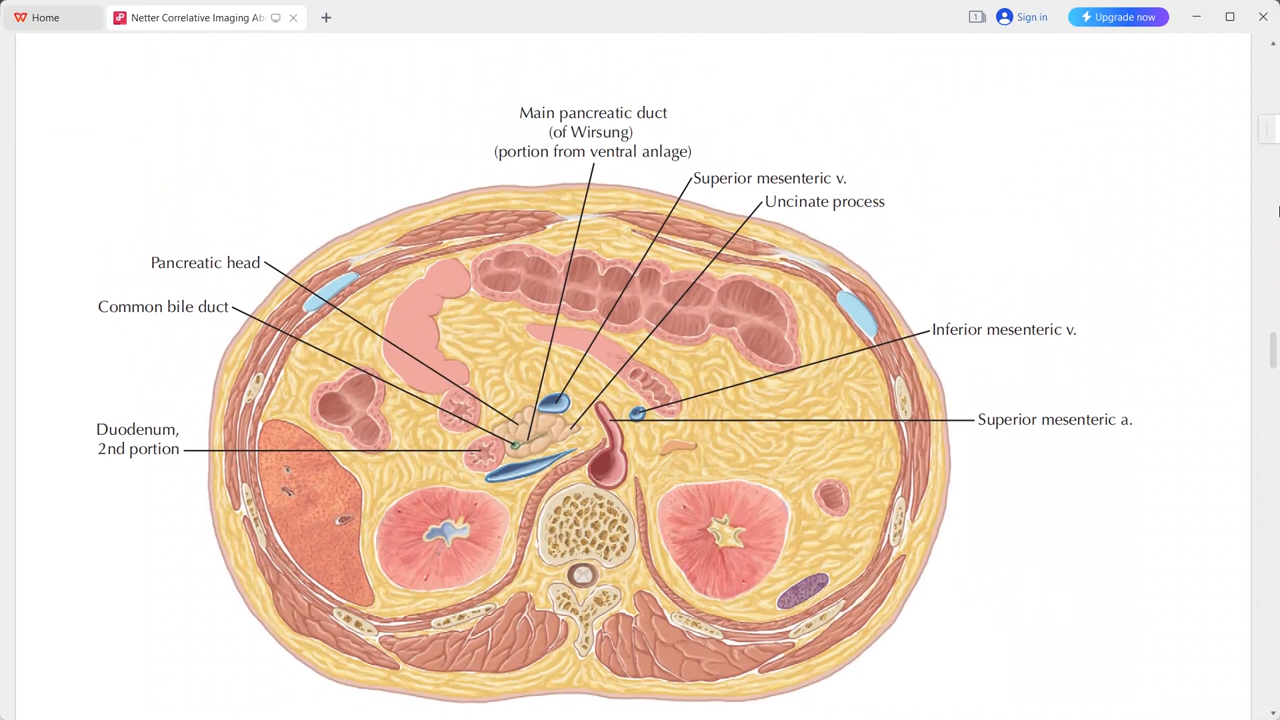 Home
Netter Correlative Imaging Ab
1
Sign in
Upgrade now
Main pancreatic duct
(of Wirsung)
(portion from ventral anlage)
Superior mesenteric v.
Uncinate process
Pancreatic head
Common bile duct
Inferior mesenteric v.
Superior mesenteric a.
Duodenum,
2nd portion